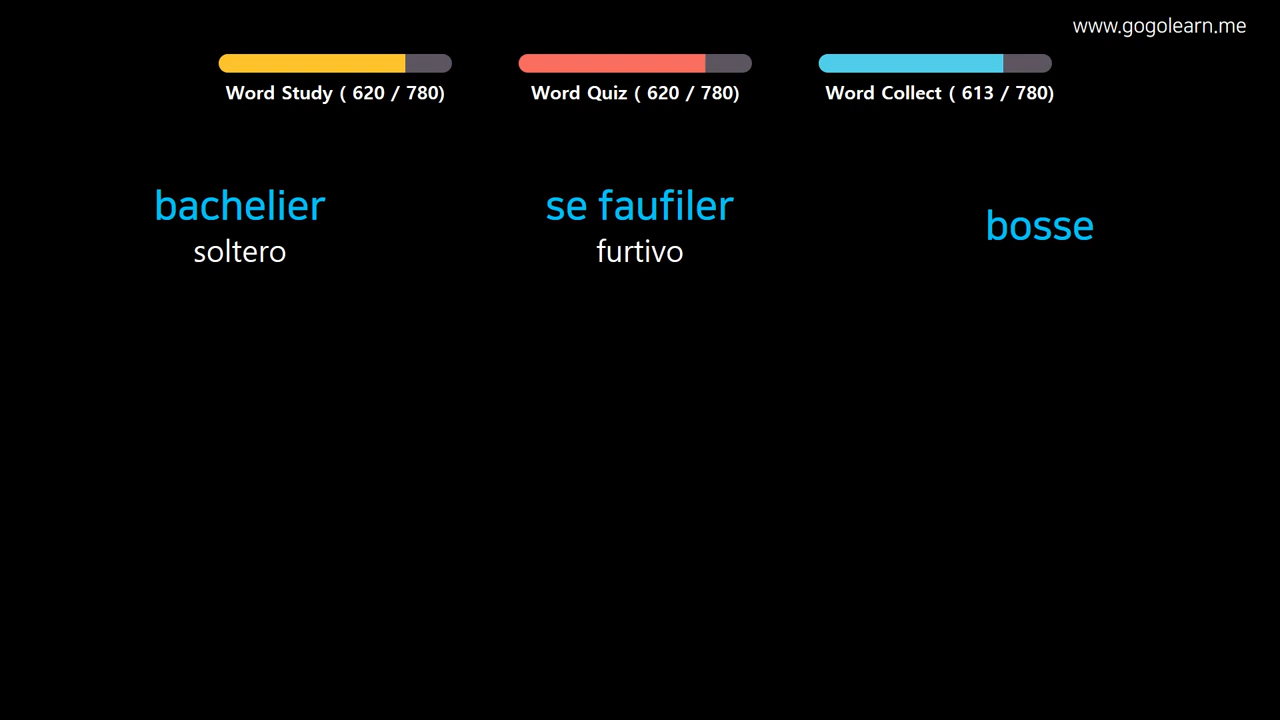 www.gogolearn.me
Word Study ( 620 / 780)
Word Quiz ( 620 / 780)
Word Collect ( 613 / 780)
bachelier
soltero
se faufiler
furtivo
bosse